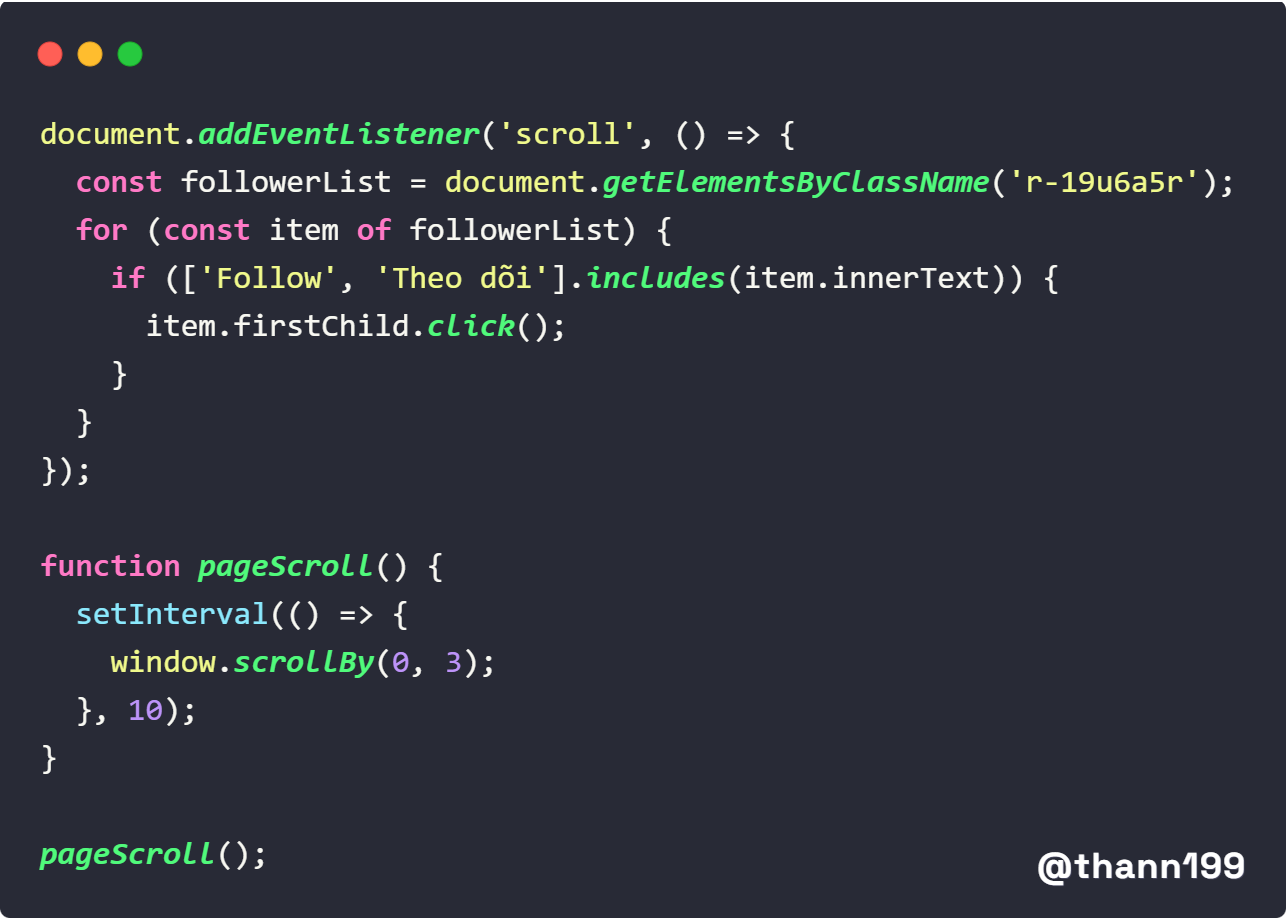 document.addEventListener('scroll', () => {
  const followerList = document.getElementsByClassName('r-19u6a5r');
  for (const item of followerList) {
    if (['Follow', 'Theo dõi'].includes(item.innerText)) {
      item.firstChild.click();
    }
  }
});

function pageScroll() {
  setInterval(() => {
    window.scrollBy(0, 3);
  }, 10);
}

pageScroll();
@thann199